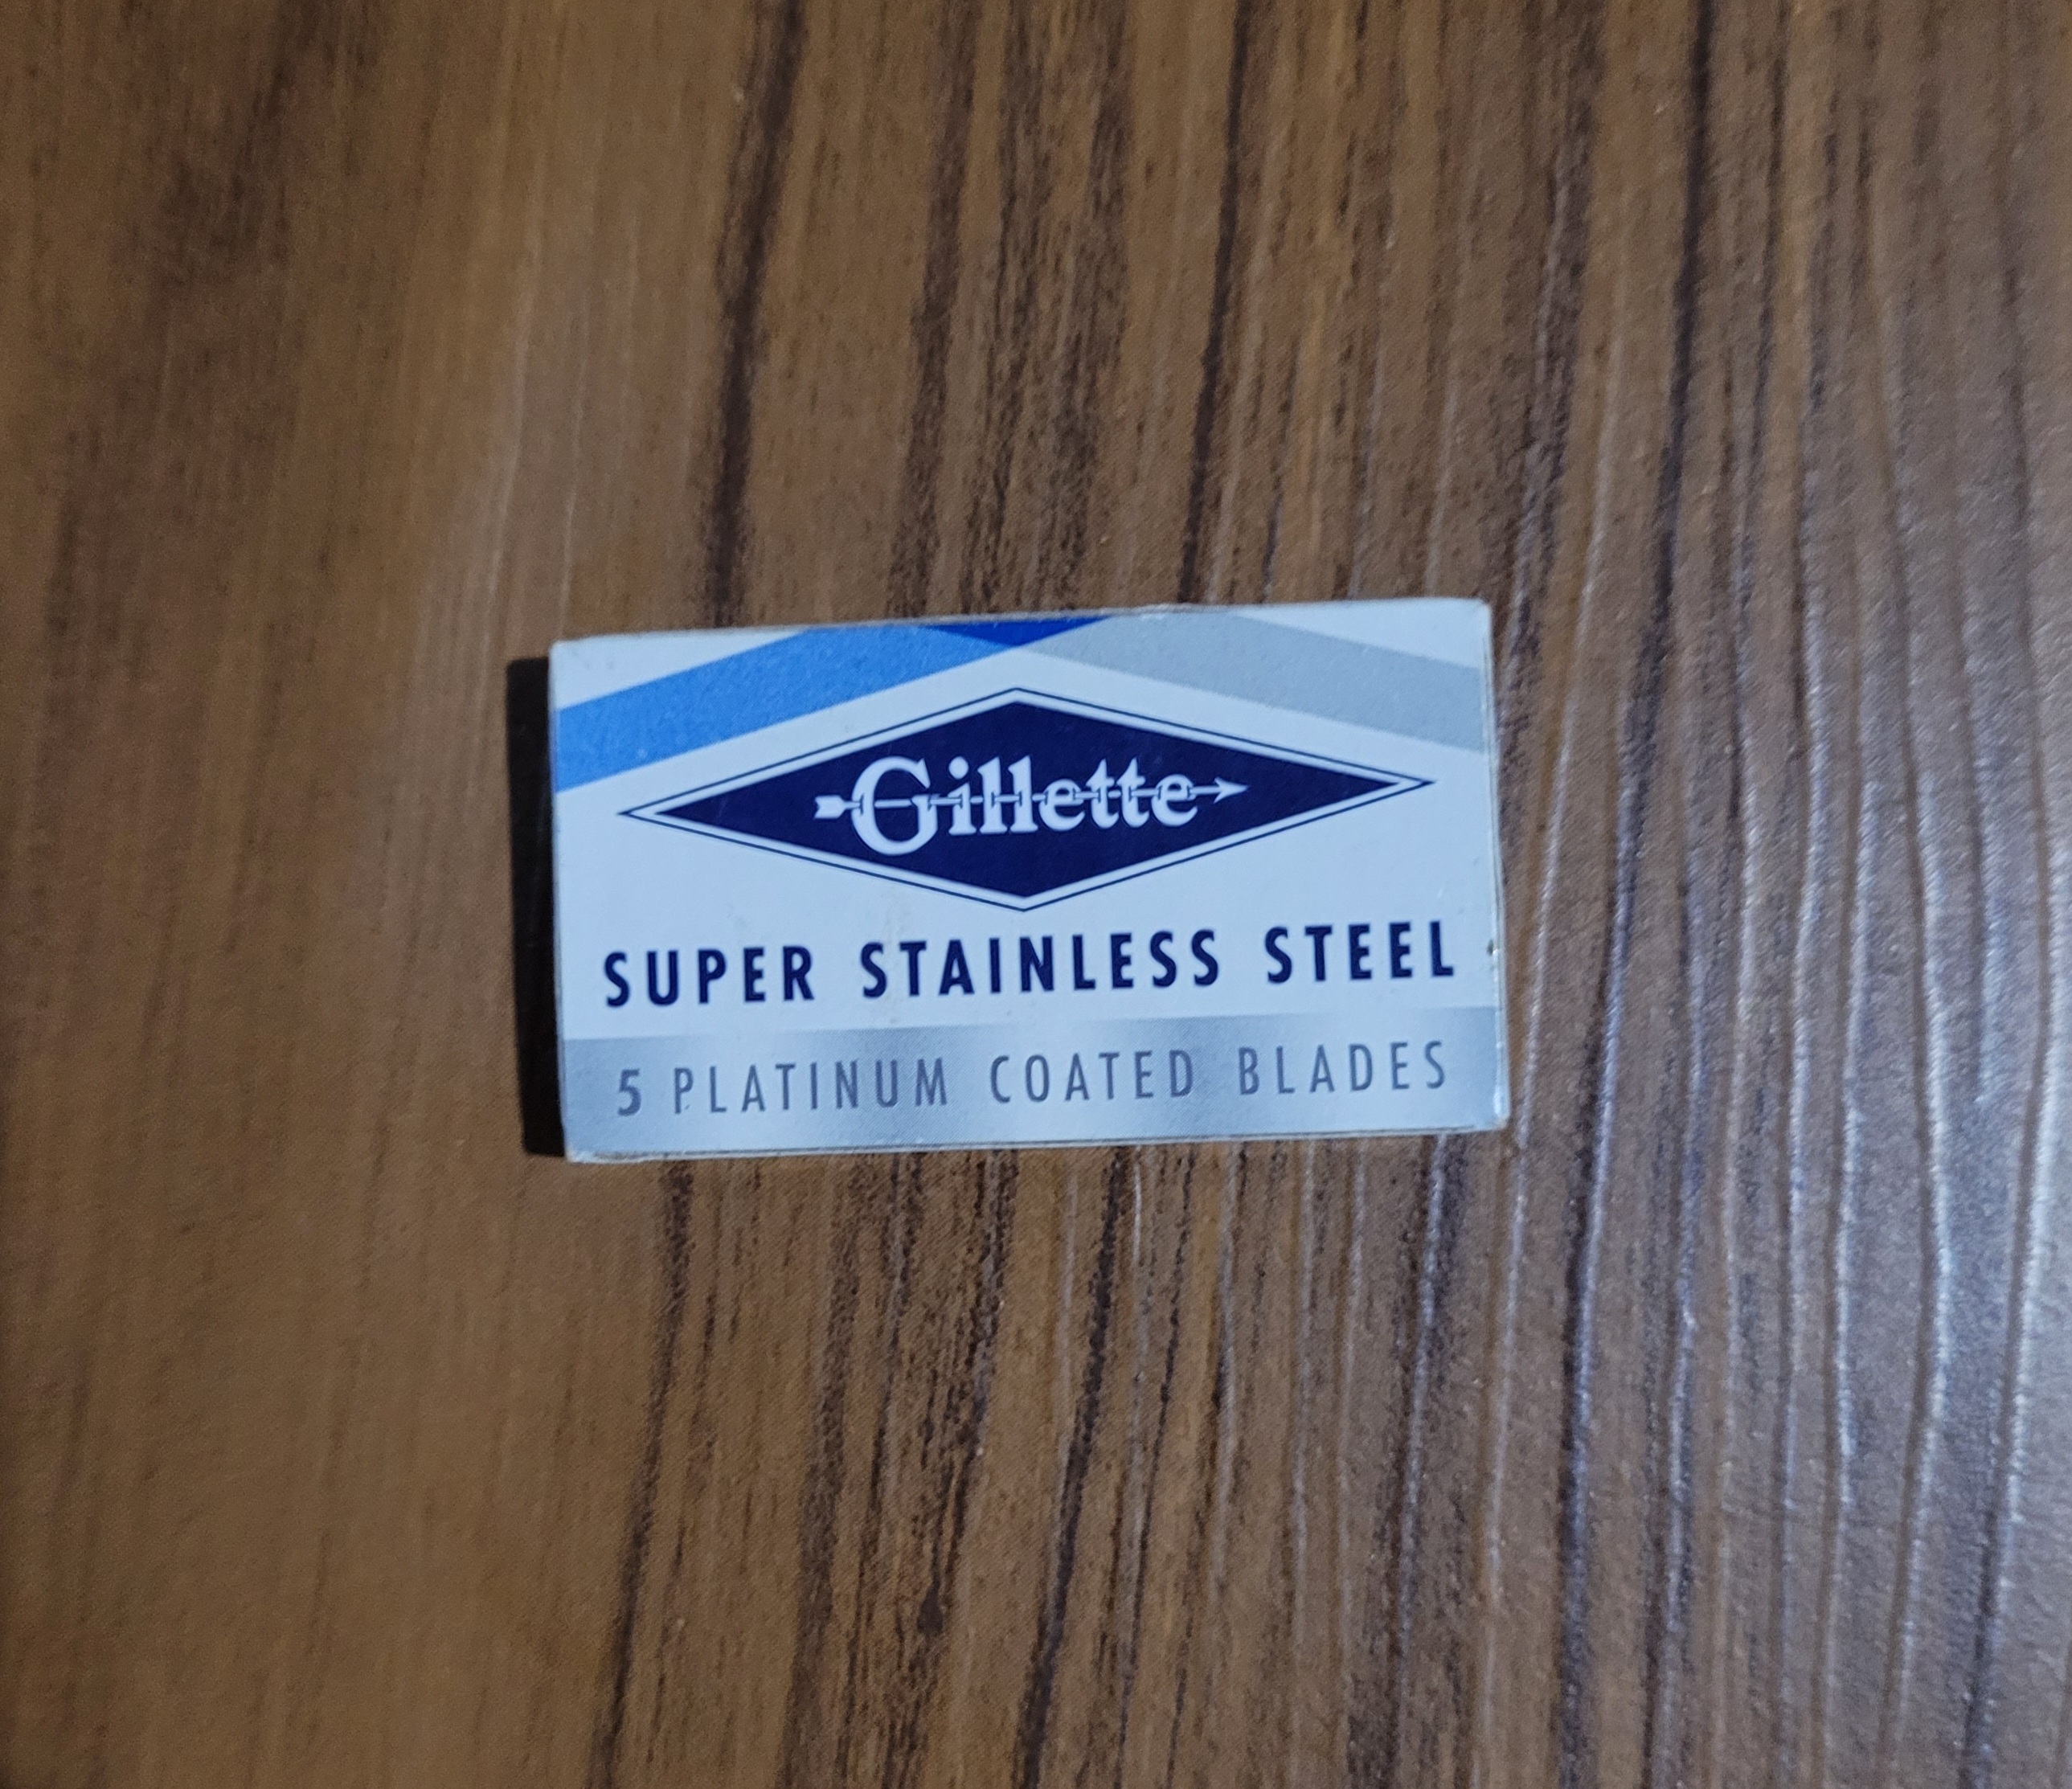 Gillette
SUPER STAINLESS STEEL
5 PLATINUM COATED BLADES